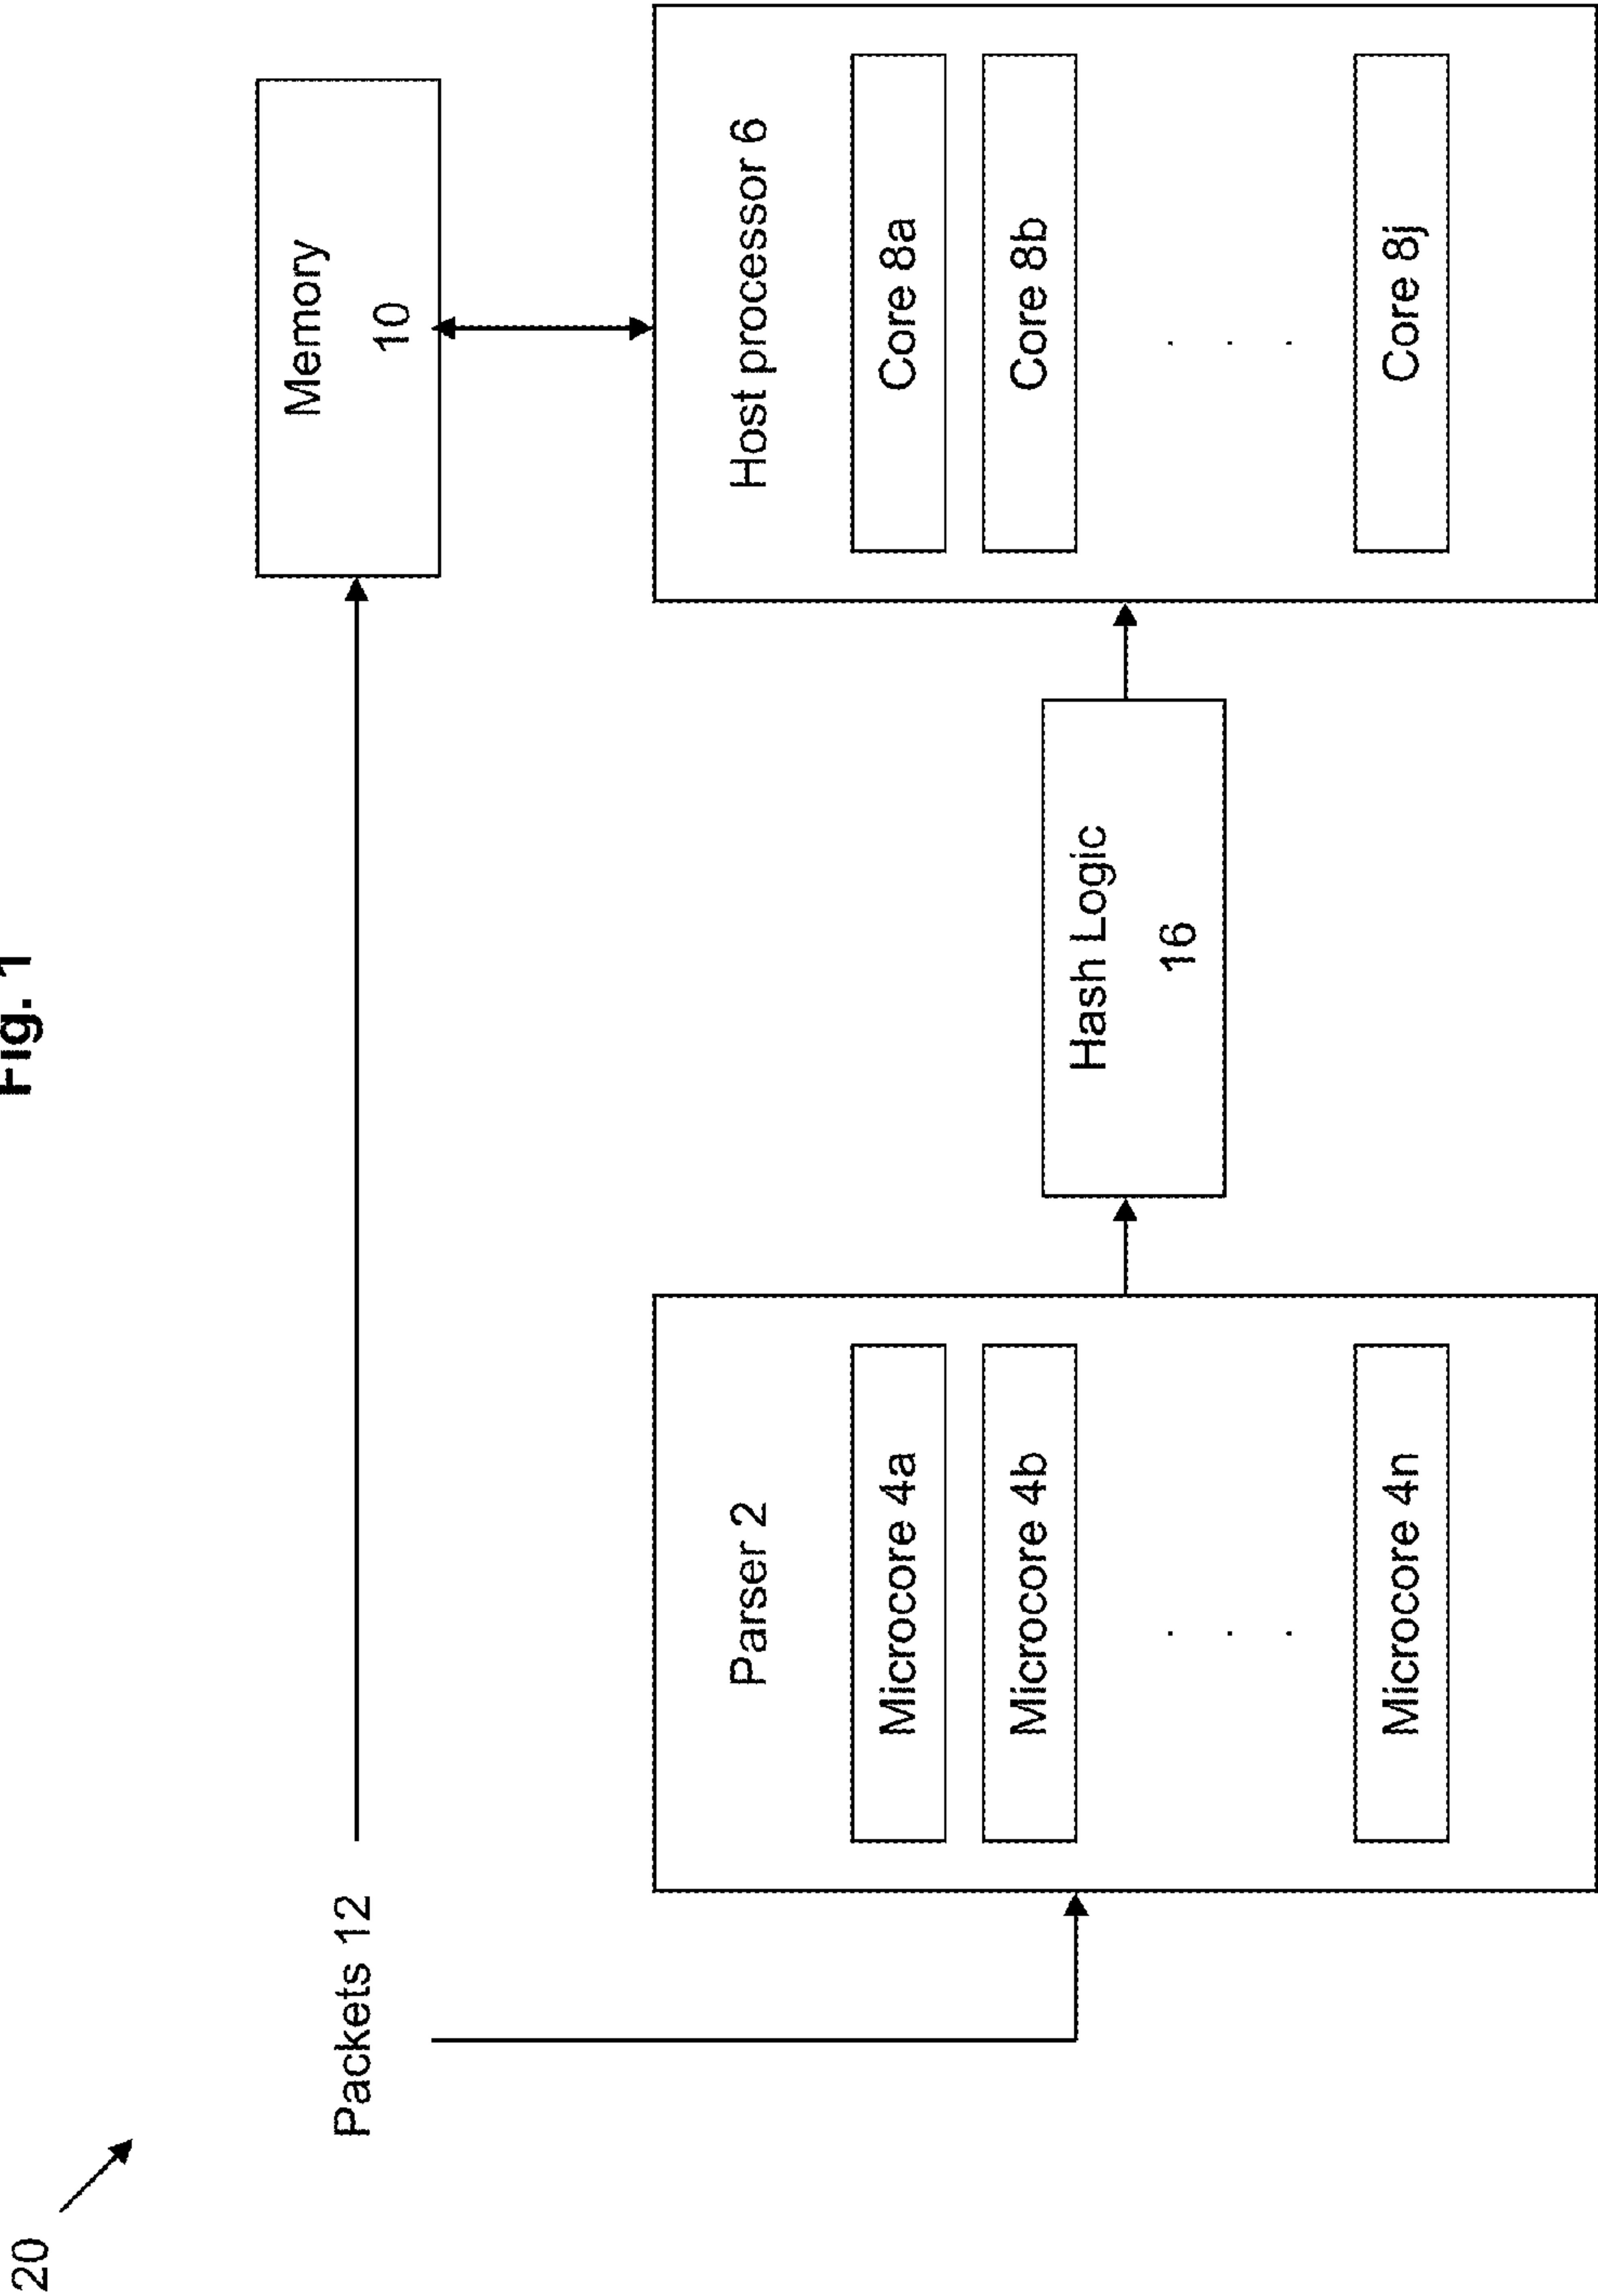 Fig. 1
20
Packets 12
Memory
10
Parser 2
Microcore 4a
Microcore 4b
. . .
Microcore 4n
Hash Logic
16
Host processor 6
Core 8a
Core 8b
. . .
Core 8j